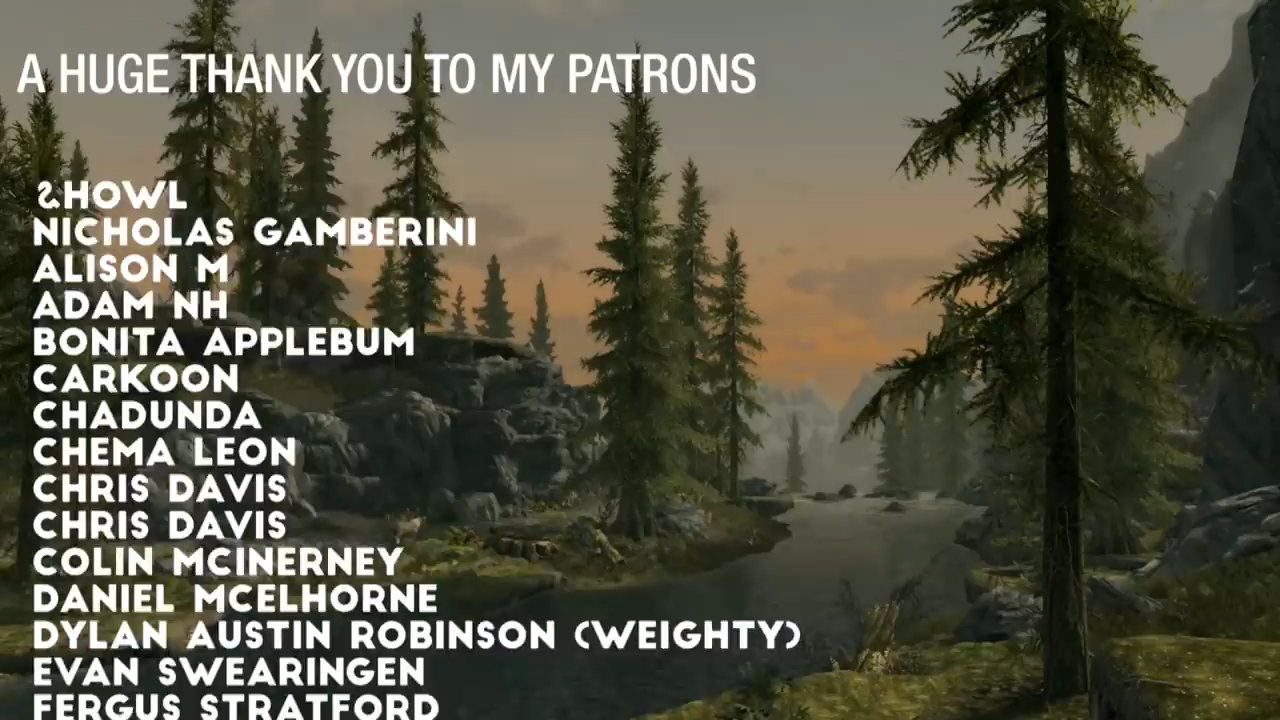 A HUGE THANK YOU TO MY PATRONS
&HOWL
NICHOLAS GAMBERINI
ALISON M
ADAM NH
BONITA APPLEBUM
CARKOON
CHADUNDA
CHEMA LEON
CHRIS DAVIS
CHRIS DAVIS
COLIN MCINERNEY
DANIEL MCELHORNE
DYLAN AUSTIN ROBINSON (WEIGHTY)
EVAN SWEARINGEN
FERGUS STRATFORD